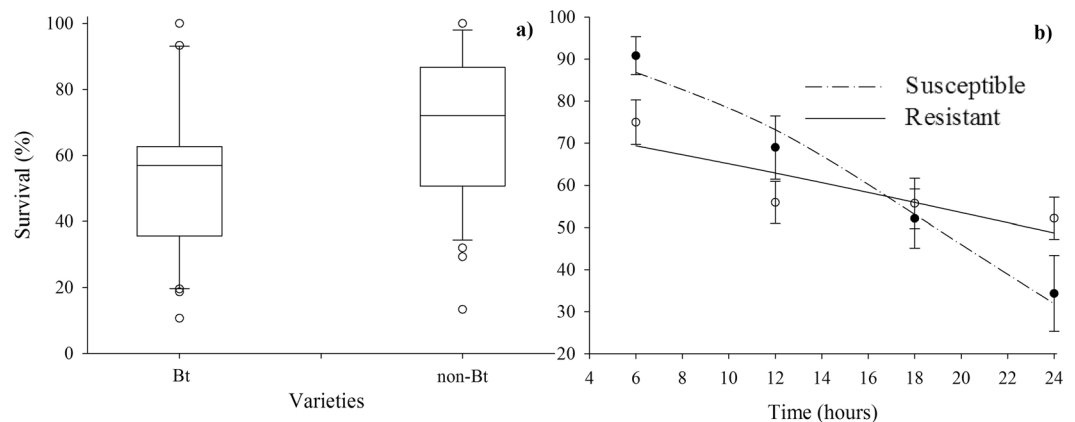 Survival (%)
100
80
60
40
20
0
a)
Bt
non-Bt
Varieties
100
90
80
70
60
50
40
30
20
b)
Susceptible
Resistant
4
6
8
10
12
14
16
18
20
22
24
Time (hours)